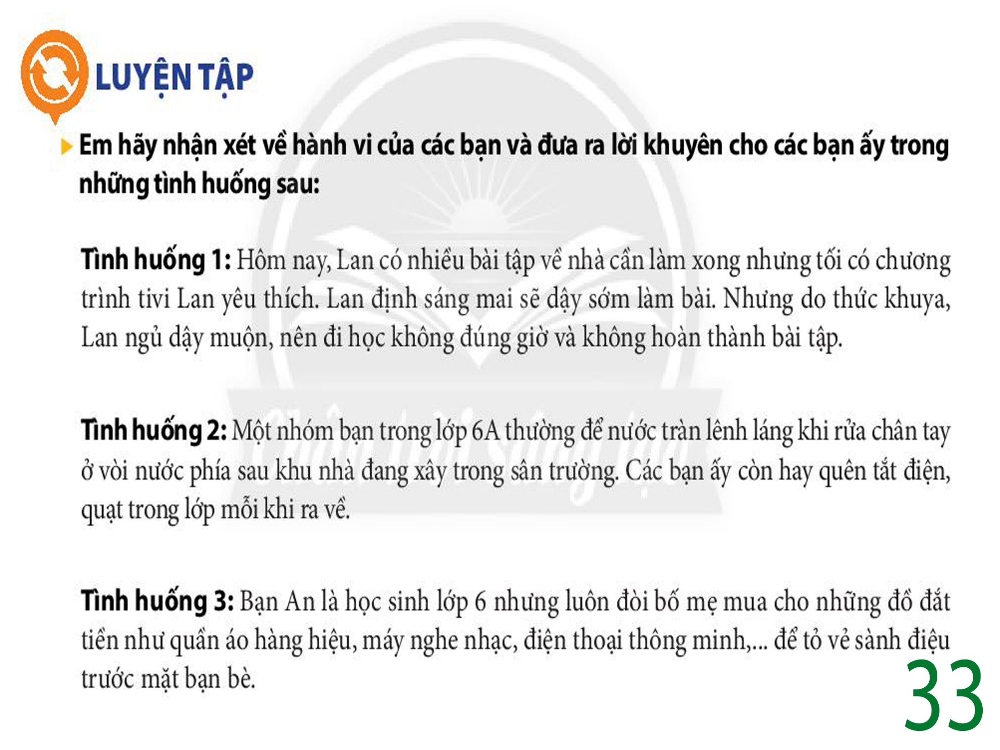 LUYỆN TẬP
Em hãy nhận xét về hành vi của các bạn và đưa ra lời khuyên cho các bạn ấy trong
những tình huống sau:
Tình huống 1: Hôm nay, Lan có nhiều bài tập về nhà cần làm xong nhưng tối có chương
trình tivi Lan yêu thích. Lan định sáng mai sẽ dậy sớm làm bài. Nhưng do thức khuya,
Lan ngủ dậy muộn, nên đi học không đúng giờ và không hoàn thành bài tập.
Tình huống 2: Một nhóm bạn trong lớp 6A thường để nước tràn lênh láng khi rửa chân tay
ở vòi nước phía sau khu nhà đang xây trong sân trường. Các bạn ấy còn hay quên tắt điện,
quạt trong lớp mỗi khi ra về.
Tình huống 3: Bạn An là học sinh lớp 6 nhưng luôn đòi bố mẹ mua cho những đồ đắt
tiền như quần áo hàng hiệu, máy nghe nhạc, điện thoại thông minh,... để tỏ vẻ sành điệu
trước mặt bạn bè.
33
Chân trời sáng tạo